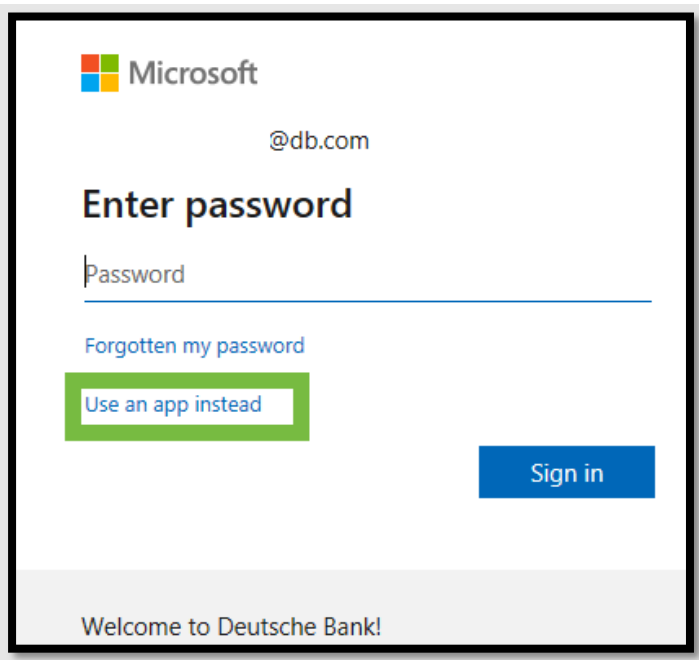 Microsoft
@db.com
Enter password
Password
Forgotten my password
Use an app instead
Sign in
Welcome to Deutsche Bank!